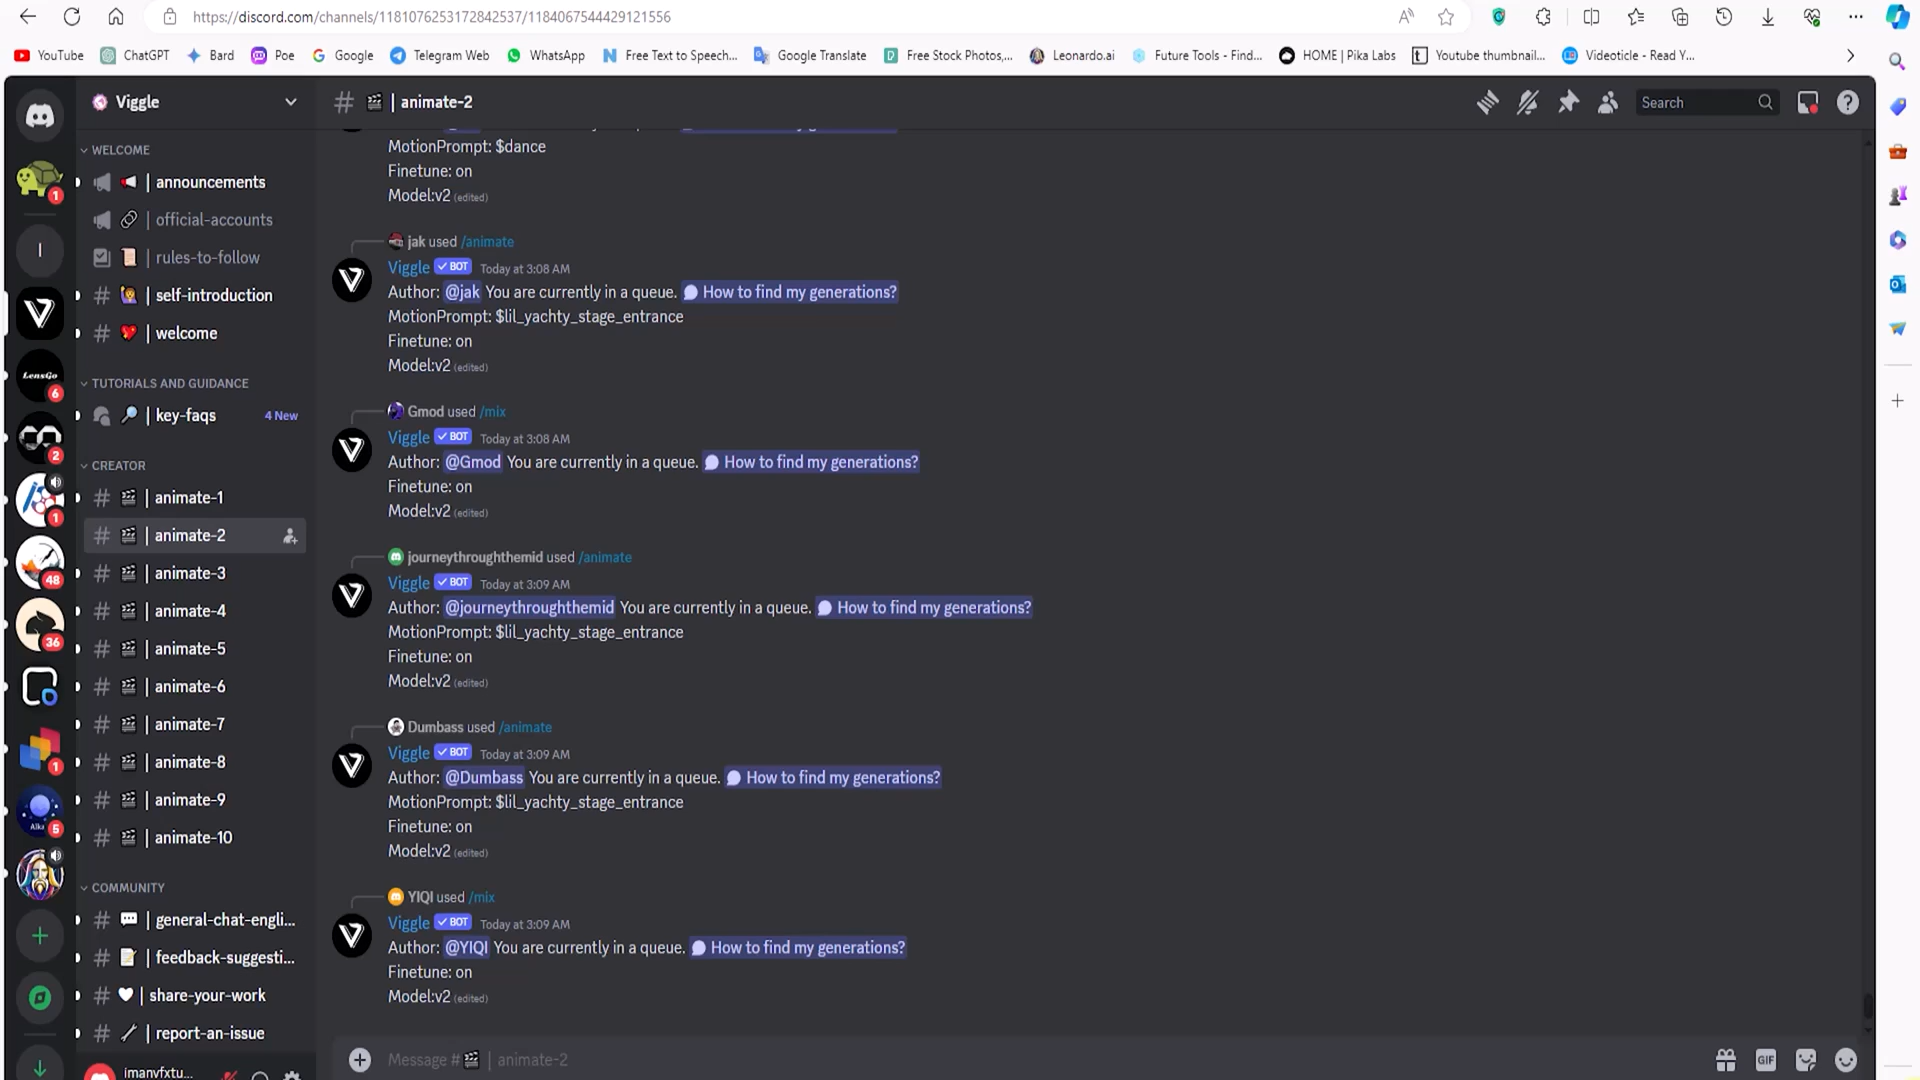 https://discord.com/channels/1181076253172842537/1184067544429121556
YouTube ChatGPT Bard Poe Google Telegram Web WhatsApp Free Text to Speech... Google Translate Free Stock Photos,... Leonardo.ai Future Tools - Find... HOME | Pika Labs Youtube thumbnail... Videoticle - Read Y...
Viggle
# | animate-2
Search
WELCOME
| announcements
| official-accounts
| rules-to-follow
# | self-introduction
# | welcome
TUTORIALS AND GUIDANCE
| key-faqs 4 New
CREATOR
# | animate-1
# | animate-2
# | animate-3
# | animate-4
# | animate-5
# | animate-6
# | animate-7
# | animate-8
# | animate-9
# | animate-10
COMMUNITY
# | general-chat-engli...
# | feedback-suggesti...
# | share-your-work
# | report-an-issue
imanvfxtu...
1
I
LensGo
6
2
1
48
36
1
Alka
5
MotionPrompt: $dance
Finetune: on
Model:v2 (edited)
jak used /animate
Viggle BOT Today at 3:08 AM
Author: @jak You are currently in a queue. How to find my generations?
MotionPrompt: $lil_yachty_stage_entrance
Finetune: on
Model:v2 (edited)
Gmod used /mix
Viggle BOT Today at 3:08 AM
Author: @Gmod You are currently in a queue. How to find my generations?
Finetune: on
Model:v2 (edited)
journeythroughthemid used /animate
Viggle BOT Today at 3:09 AM
Author: @journeythroughthemid You are currently in a queue. How to find my generations?
MotionPrompt: $lil_yachty_stage_entrance
Finetune: on
Model:v2 (edited)
Dumbass used /animate
Viggle BOT Today at 3:09 AM
Author: @Dumbass You are currently in a queue. How to find my generations?
MotionPrompt: $lil_yachty_stage_entrance
Finetune: on
Model:v2 (edited)
YIQI used /mix
Viggle BOT Today at 3:09 AM
Author: @YIQI You are currently in a queue. How to find my generations?
Finetune: on
Model:v2 (edited)
Message # | animate-2
GIF